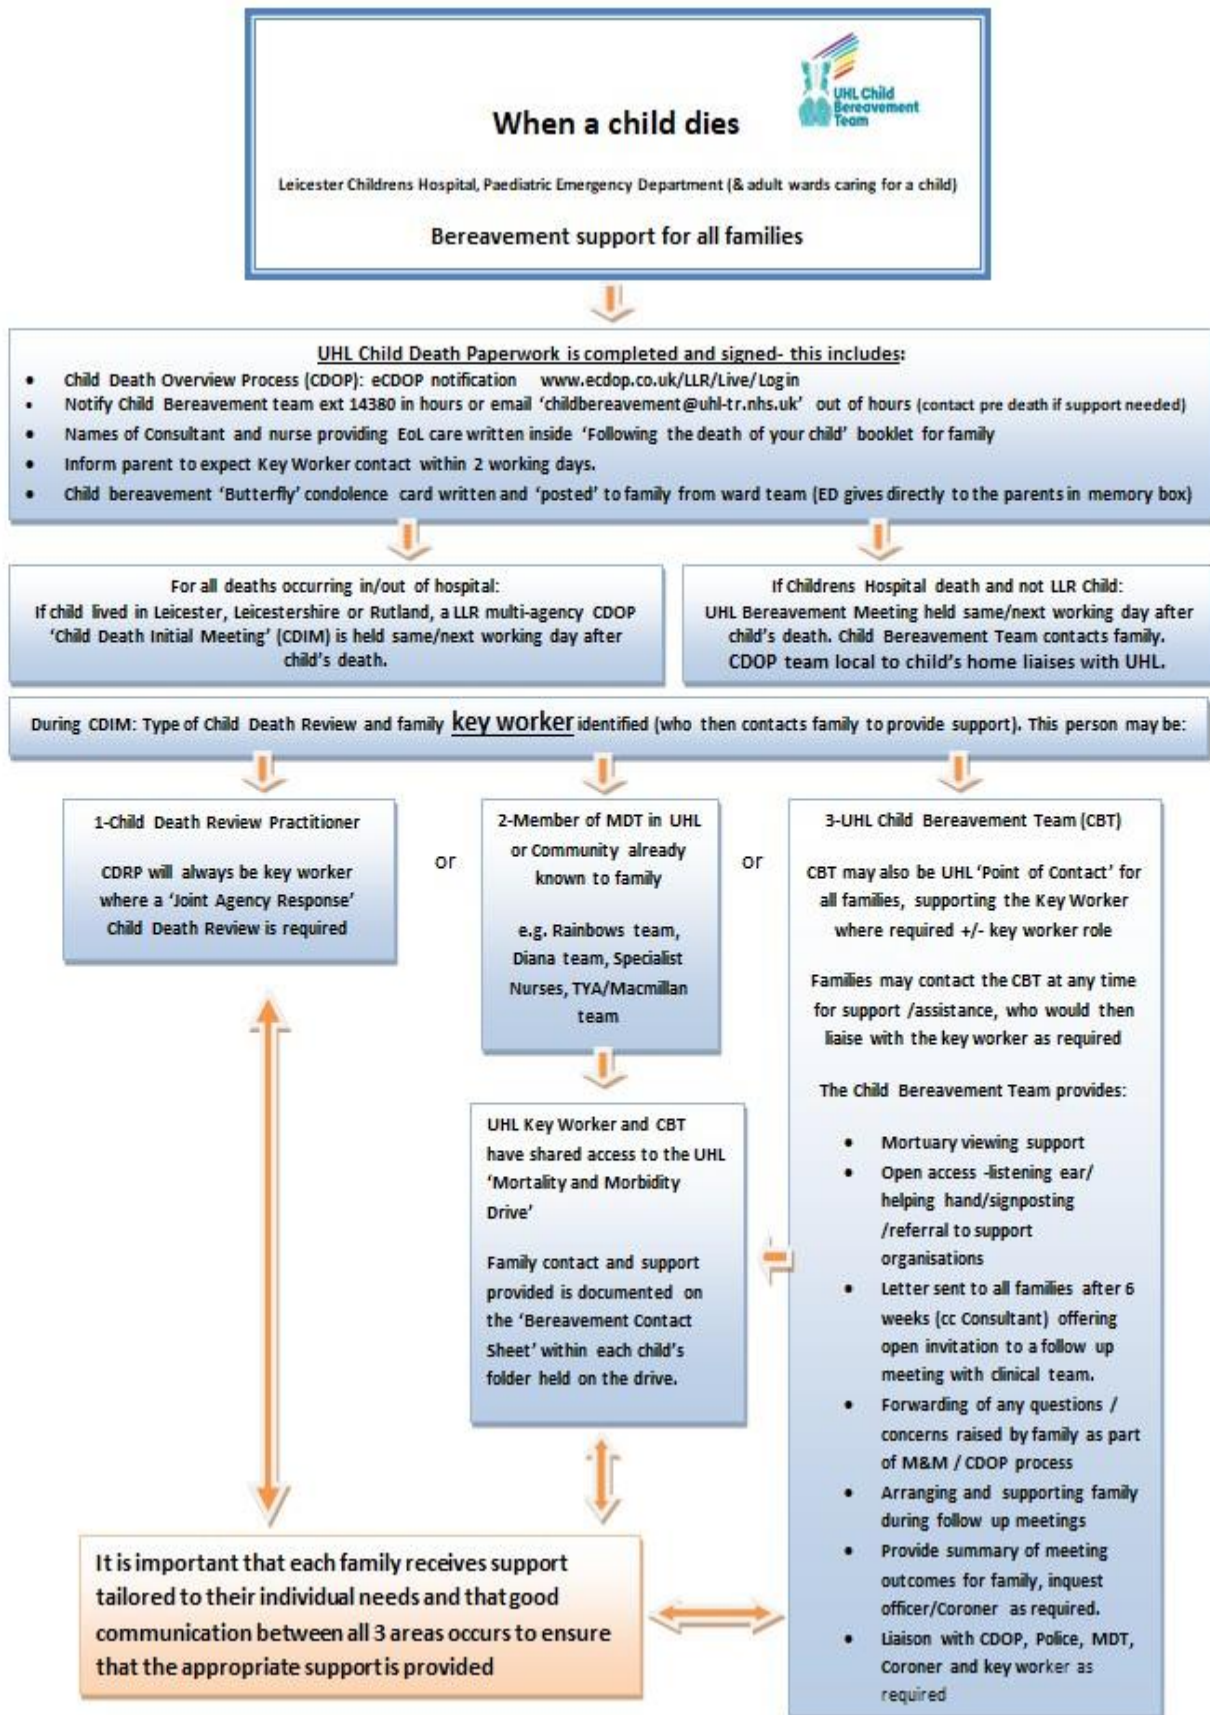 When a child dies
UHL Child
Bereavement
Team
Leicester Childrens Hospital, Paediatric Emergency Department (& adult wards caring for a child)
Bereavement support for all families
UHL Child Death Paperwork is completed and signed- this includes:
• Child Death Overview Process (CDOP): eCDOP notification www.ecdop.co.uk/LLR/Live/Login
• Notify Child Bereavement team ext 14380 in hours or email ‘childbereavement@uhl-tr.nhs.uk’ out of hours (contact pre death if support needed)
• Names of Consultant and nurse providing EoL care written inside ‘Following the death of your child’ booklet for family
• Inform parent to expect Key Worker contact within 2 working days.
• Child bereavement ‘Butterfly’ condolence card written and ‘posted’ to family from ward team (ED gives directly to the parents in memory box)
For all deaths occurring in/out of hospital:
If child lived in Leicester, Leicestershire or Rutland, a LLR multi-agency CDOP
‘Child Death Initial Meeting’ (CDIM) is held same/next working day after
child’s death.
If Childrens Hospital death and not LLR Child:
UHL Bereavement Meeting held same/next working day after
child’s death. Child Bereavement Team contacts family.
CDOP team local to child’s home liaises with UHL.
During CDIM: Type of Child Death Review and family key worker identified (who then contacts family to provide support). This person may be:
1-Child Death Review Practitioner
CDRP will always be key worker
where a ‘Joint Agency Response’
Child Death Review is required
or
2-Member of MDT in UHL
or Community already
known to family
e.g. Rainbows team,
Diana team, Specialist
Nurses, TYA/Macmillan
team
or
3-UHL Child Bereavement Team (CBT)
CBT may also be UHL ‘Point of Contact’ for
all families, supporting the Key Worker
where required +/- key worker role
Families may contact the CBT at any time
for support /assistance, who would then
liaise with the key worker as required
The Child Bereavement Team provides:
• Mortuary viewing support
• Open access -listening ear/
helping hand/signposting
/referral to support
organisations
• Letter sent to all families after 6
weeks (cc Consultant) offering
open invitation to a follow up
meeting with clinical team.
• Forwarding of any questions /
concerns raised by family as part
of M&M / CDOP process
• Arranging and supporting family
during follow up meetings
• Provide summary of meeting
outcomes for family, inquest
officer/Coroner as required.
• Liaison with CDOP, Police, MDT,
Coroner and key worker as
required
UHL Key Worker and CBT
have shared access to the UHL
‘Mortality and Morbidity
Drive’
Family contact and support
provided is documented on
the ‘Bereavement Contact
Sheet’ within each child’s
folder held on the drive.
It is important that each family receives support
tailored to their individual needs and that good
communication between all 3 areas occurs to ensure
that the appropriate support is provided